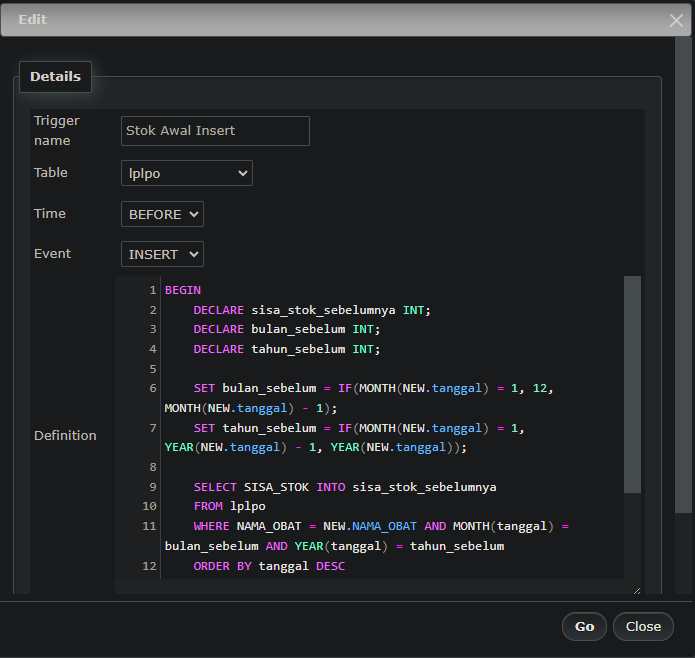 Edit
Details
Trigger
name
Stok Awal Insert
Table
lplpo
Time
BEFORE
Event
INSERT
Definition
1 BEGIN
2 DECLARE sisa_stok_sebelumnya INT;
3 DECLARE bulan_sebelum INT;
4 DECLARE tahun_sebelum INT;
5
6 SET bulan_sebelum = IF(MONTH(NEW.tanggal) = 1, 12,
MONTH(NEW.tanggal) - 1);
7 SET tahun_sebelum = IF(MONTH(NEW.tanggal) = 1,
YEAR(NEW.tanggal) - 1, YEAR(NEW.tanggal));
8
9 SELECT SISA_STOK INTO sisa_stok_sebelumnya
10 FROM lplpo
11 WHERE NAMA_OBAT = NEW.NAMA_OBAT AND MONTH(tanggal) =
bulan_sebelum AND YEAR(tanggal) = tahun_sebelum
12 ORDER BY tanggal DESC
Go
Close